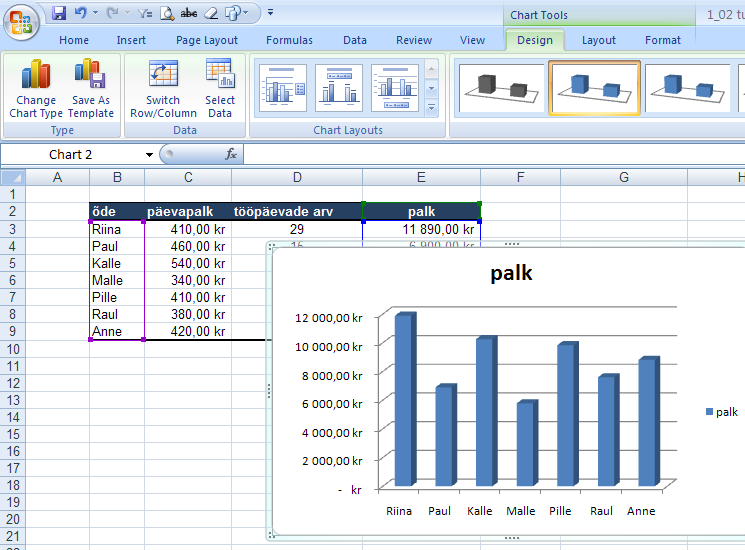 Chart Tools 1_02 tu
Home Insert Page Layout Formulas Data Review View Design Layout Format
Change Chart Type
Save As Template
Switch Row/Column
Select Data
Type Data Chart Layouts
Chart 2 fx
A B C D E F G H
1
2 õde päevapalk tööpäevade arv palk
3 Riina 410,00 kr 29 11 890,00 kr
4 Paul 460,00 kr 15 6 900,00 kr
5 Kalle 540,00 kr
6 Malle 340,00 kr
7 Pille 410,00 kr
8 Raul 380,00 kr
9 Anne 420,00 kr
10
11
12
13
14
15
16
17
18
19
20
21
palk
12 000,00 kr
10 000,00 kr
8 000,00 kr
6 000,00 kr
4 000,00 kr
2 000,00 kr
- kr
Riina Paul Kalle Malle Pille Raul Anne
palk